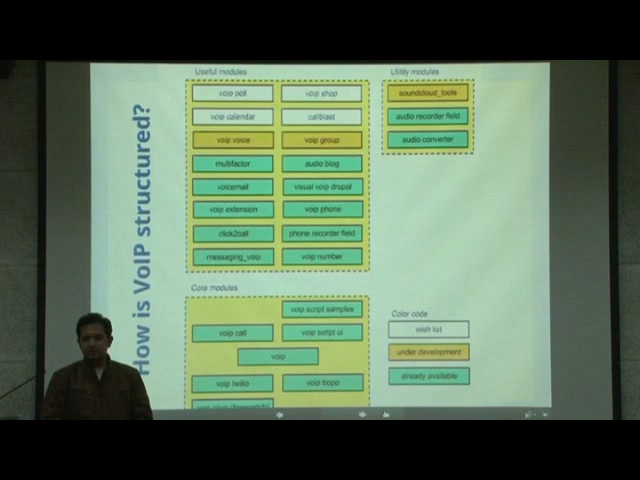 How is VoIP structured?
Useful modules
voip poll
voip shop
voip calendar
callblast
voip voice
voip group
multifactor
audio blog
voicemail
visual voip drupal
voip extension
voip phone
click2call
phone recorder field
messaging_voip
voip number
Utility modules
soundcloud_tools
audio recorder field
audio converter
Core modules
voip script samples
voip call
voip script ui
voip
voip twilio
voip tropo
Color code
wish list
under development
already available